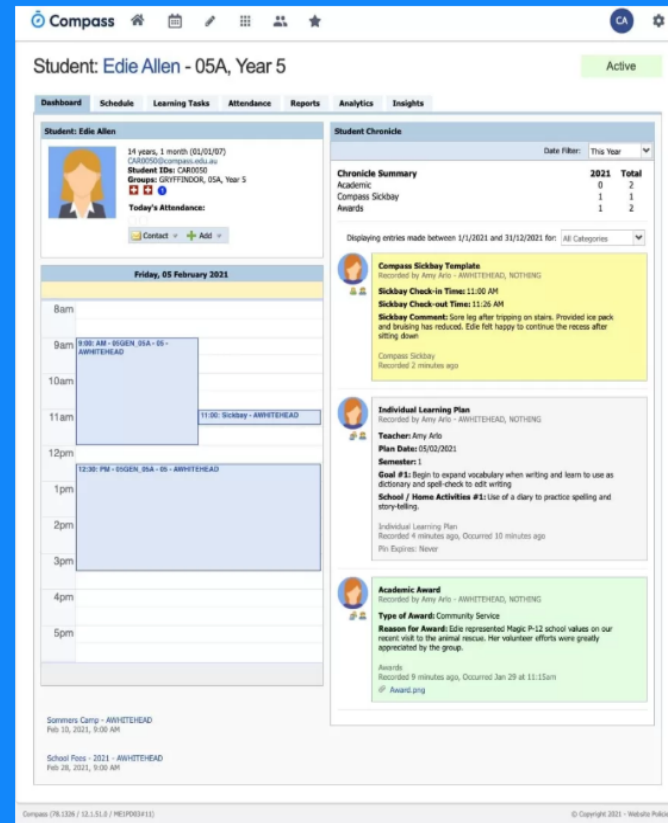 Compass
CA
Student: Edie Allen - 05A, Year 5
Active
Dashboard Schedule Learning Tasks Attendance Reports Analytics Insights
Student: Edie Allen
14 years, 1 month (01/01/07)
CAR0050@compass.edu.au
Student IDs: CAR0050
Groups: GRYFFINDOR, 05A, Year 5
Today's Attendance:
Contact
Add
Friday, 05 February 2021
8am
9am
9:00: AM - 05GEN_05A - 05 -
AWHITEHEAD
10am
11am
11:00: Sickbay - AWHITEHEAD
12pm
12:30: PM - 05GEN_05A - 05 - AWHITEHEAD
1pm
2pm
3pm
4pm
5pm
Sommers Camp - AWHITEHEAD
Feb 10, 2021, 9:00 AM
School Fees - 2021 - AWHITEHEAD
Feb 28, 2021, 9:00 AM
Student Chronicle
Date Filter: This Year
Chronicle Summary 2021 Total
Academic 0 2
Compass Sickbay 1 1
Awards 1 2
Displaying entries made between 1/1/2021 and 31/12/2021 for: All Categories
Compass Sickbay Template
Recorded by Amy Arlo - AWHITEHEAD, NOTHING
Sickbay Check-in Time: 11:00 AM
Sickbay Check-out Time: 11:26 AM
Sickbay Comment: Sore leg after tripping on stairs. Provided ice pack
and bruising has reduced. Edie felt happy to continue the recess after
sitting down
Compass Sickbay
Recorded 2 minutes ago
Individual Learning Plan
Recorded by Amy Arlo - AWHITEHEAD, NOTHING
Teacher: Amy Arlo
Plan Date: 05/02/2021
Semester: 1
Goal #1: Begin to expand vocabulary when writing and learn to use as
dictionary and spell-check to edit writing
School / Home Activities #1: Use of a diary to practice spelling and
story-telling.
Individual Learning Plan
Recorded 4 minutes ago, Occurred 10 minutes ago
Pin Expires: Never
Academic Award
Recorded by Amy Arlo - AWHITEHEAD, NOTHING
Type of Award: Community Service
Reason for Award: Edie represented Magic P-12 school values on our
recent visit to the animal rescue. Her volunteer efforts were greatly
appreciated by the group.
Awards
Recorded 9 minutes ago, Occurred Jan 29 at 11:15am
Award.png
© Copyright 2021 - Website Policies